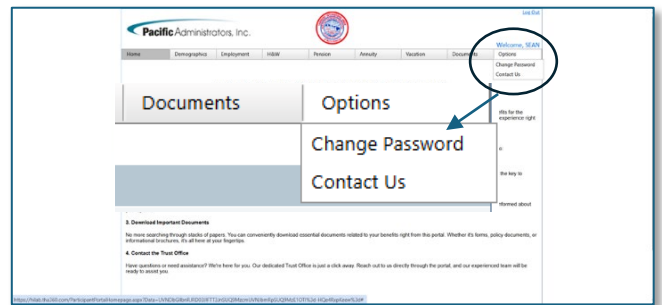 Log Out
Pacific Administrators, Inc.
Welcome, SEAN
Home Demographics Employment H&W Pension Annuity Vacation Documents Options
Change Password
Contact Us
Documents Options
Change Password
Contact Us
fits for the
experience right
the key to
formed about
3. Download Important Documents
No more searching through stacks of papers. You can conveniently download essential documents related to your benefits right from this portal. Whether it's forms, policy documents, or
informational brochures, it's all here at your fingertips.
4. Contact the Trust Office
Have questions or need assistance? We're here for you. Our dedicated Trust Office is just a click away. Reach out to us directly through the portal, and our experienced team will be
ready to assist you.